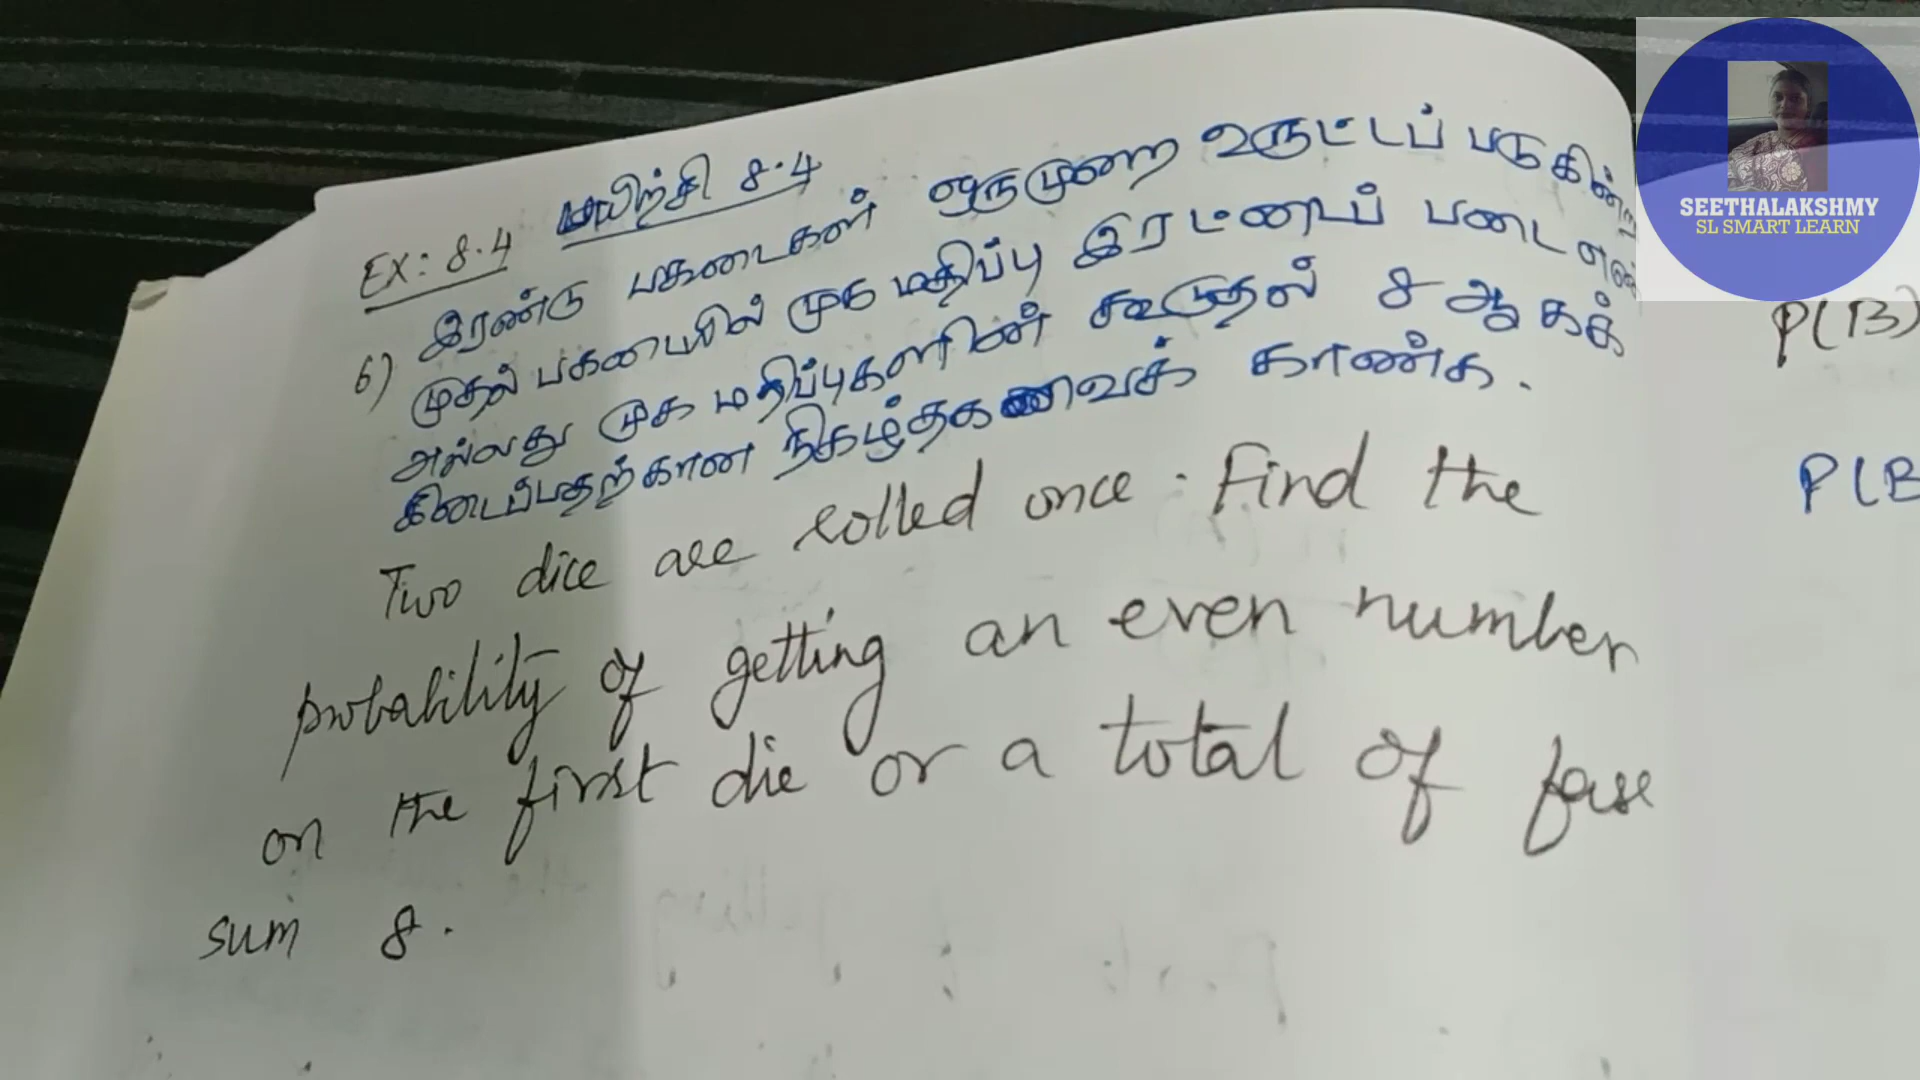 EX: 8.4 பயிற்சி 8.4
6) இரண்டு பகடைகள் ஒருமுறை உருட்டப் படுகின்ற
முதல் பகடையில் முக மதிப்பு இரட்டைப் படை எண்
அல்லது முக மதிப்புகளின் கூடுதல் 8 ஆகக்
கிடைப்பதற்கான நிகழ்தகவைக் காண்க.
Two dice are rolled once. Find the
probability of getting an even number
on the first die or a total of face
sum 8.
P(B)
P(B
SEETHALAKSHMY
SL SMART LEARN